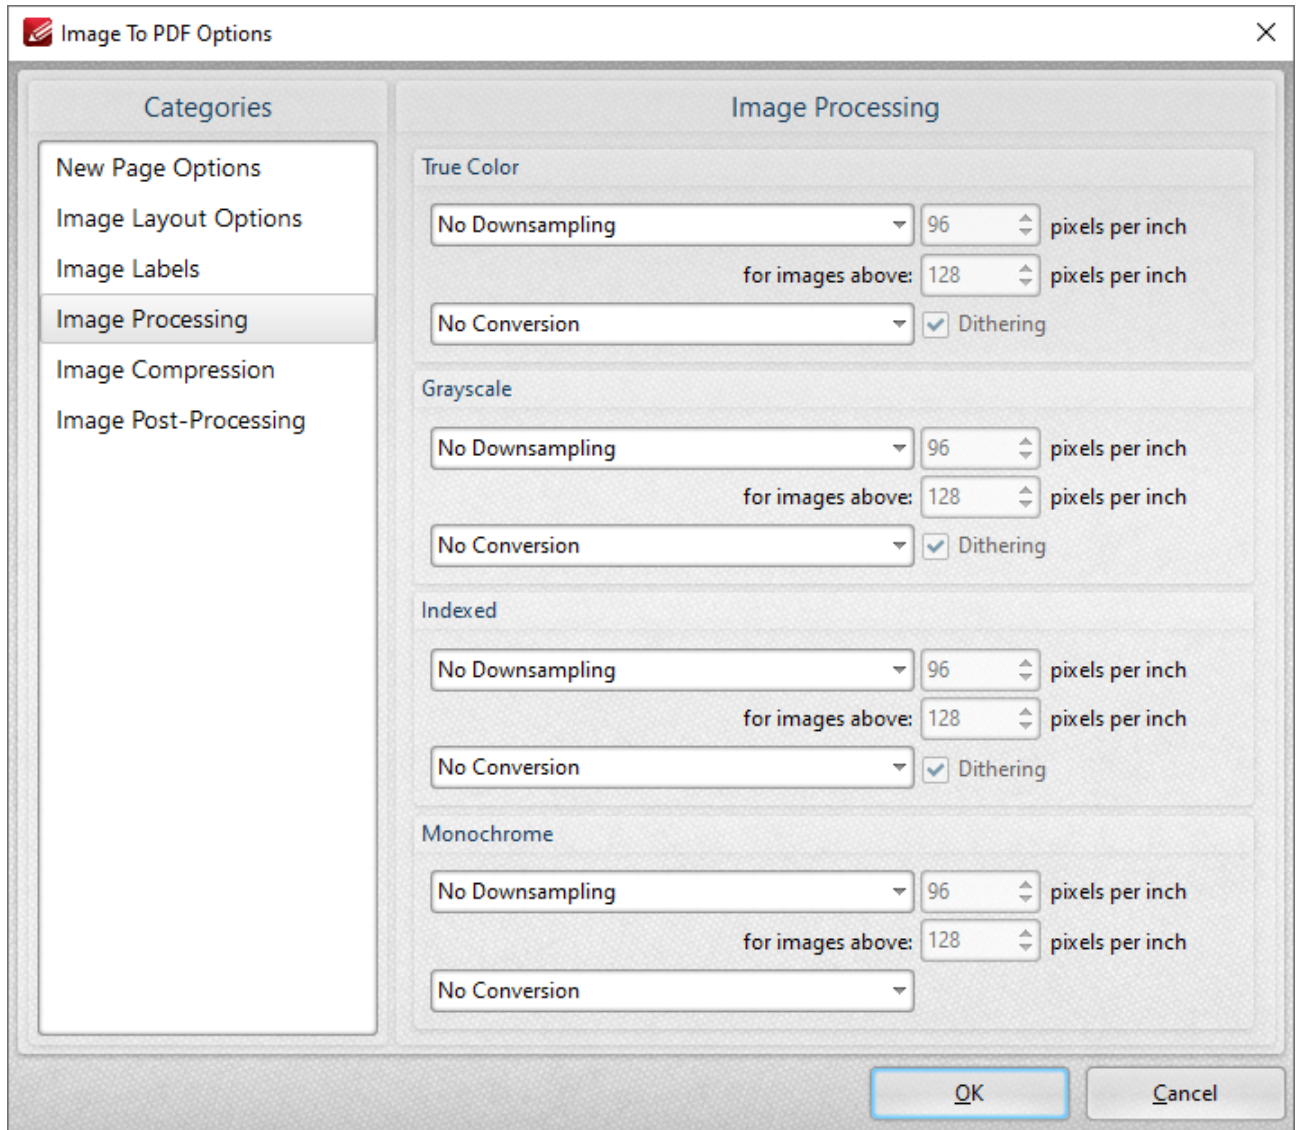 Image To PDF Options
Categories
New Page Options
Image Layout Options
Image Labels
Image Processing
Image Compression
Image Post-Processing
Image Processing
True Color
No Downsampling 96 pixels per inch
for images above: 128 pixels per inch
No Conversion Dithering
Grayscale
No Downsampling 96 pixels per inch
for images above: 128 pixels per inch
No Conversion Dithering
Indexed
No Downsampling 96 pixels per inch
for images above: 128 pixels per inch
No Conversion Dithering
Monochrome
No Downsampling 96 pixels per inch
for images above: 128 pixels per inch
No Conversion
OK Cancel